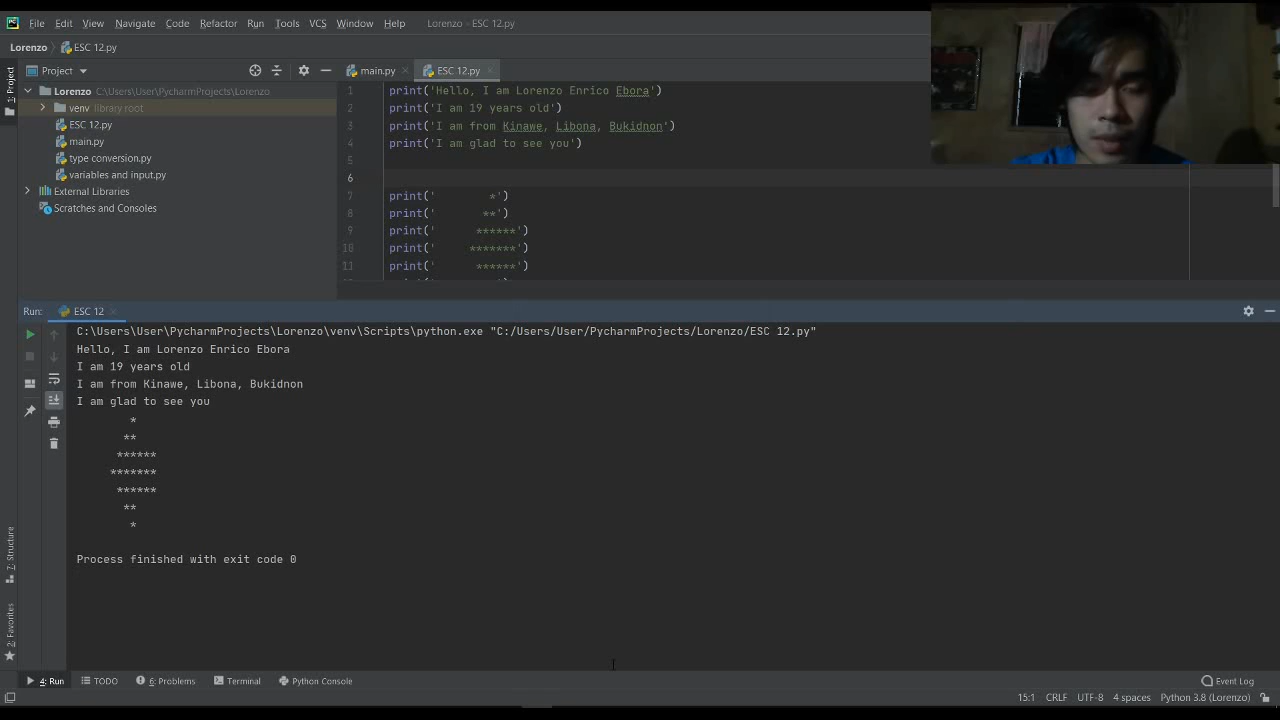 File Edit View Navigate Code Refactor Run Tools VCS Window Help Lorenzo – ESC 12.py
Lorenzo ESC 12.py
1: Project
Project
main.py ESC 12.py
Lorenzo C:\Users\User\PycharmProjects\Lorenzo
venv library root
ESC 12.py
main.py
type conversion.py
variables and input.py
External Libraries
Scratches and Consoles
1 print('Hello, I am Lorenzo Enrico Ebora')
2 print('I am 19 years old')
3 print('I am from Kinawe, Libona, Bukidnon')
4 print('I am glad to see you')
5
6
7 print('        *')
8 print('       **')
9 print('      ******')
10 print('     *******')
11 print('      ******')
Run: ESC 12
C:\Users\User\PycharmProjects\Lorenzo\venv\Scripts\python.exe "C:/Users/User/PycharmProjects/Lorenzo/ESC 12.py"
Hello, I am Lorenzo Enrico Ebora
I am 19 years old
I am from Kinawe, Libona, Bukidnon
I am glad to see you
        *
       **
      ******
     *******
      ******
       **
        *
Process finished with exit code 0
7: Structure
2: Favorites
4: Run TODO 6: Problems Terminal Python Console Event Log
15:1 CRLF UTF-8 4 spaces Python 3.8 (Lorenzo)